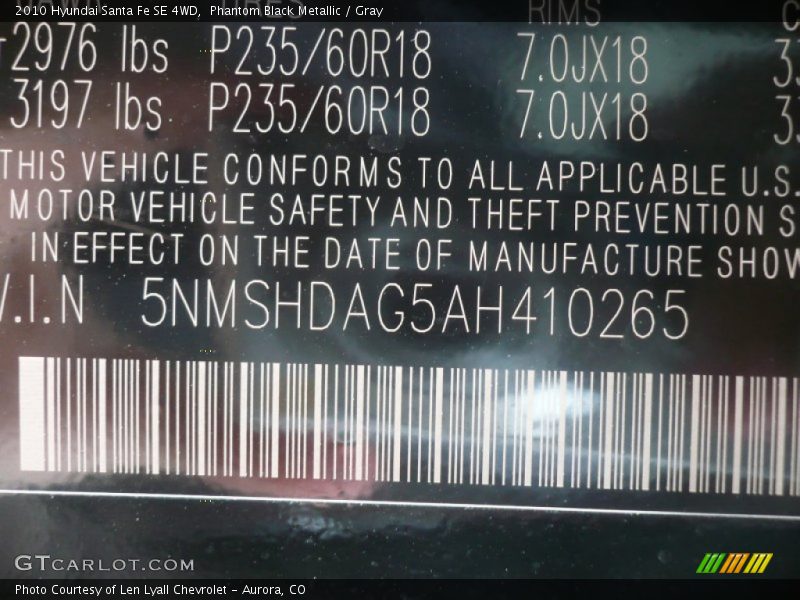 2010 Hyundai Santa Fe SE 4WD, Phantom Black Metallic / Gray
RIMS
2976 lbs P235/60R18 7.0JX18
3197 lbs P235/60R18 7.0JX18
THIS VEHICLE CONFORMS TO ALL APPLICABLE U.S.
MOTOR VEHICLE SAFETY AND THEFT PREVENTION S
IN EFFECT ON THE DATE OF MANUFACTURE SHOW
V.I.N 5NMSHDAG5AH410265
GTCARLOT.COM
Photo Courtesy of Len Lyall Chevrolet – Aurora, CO